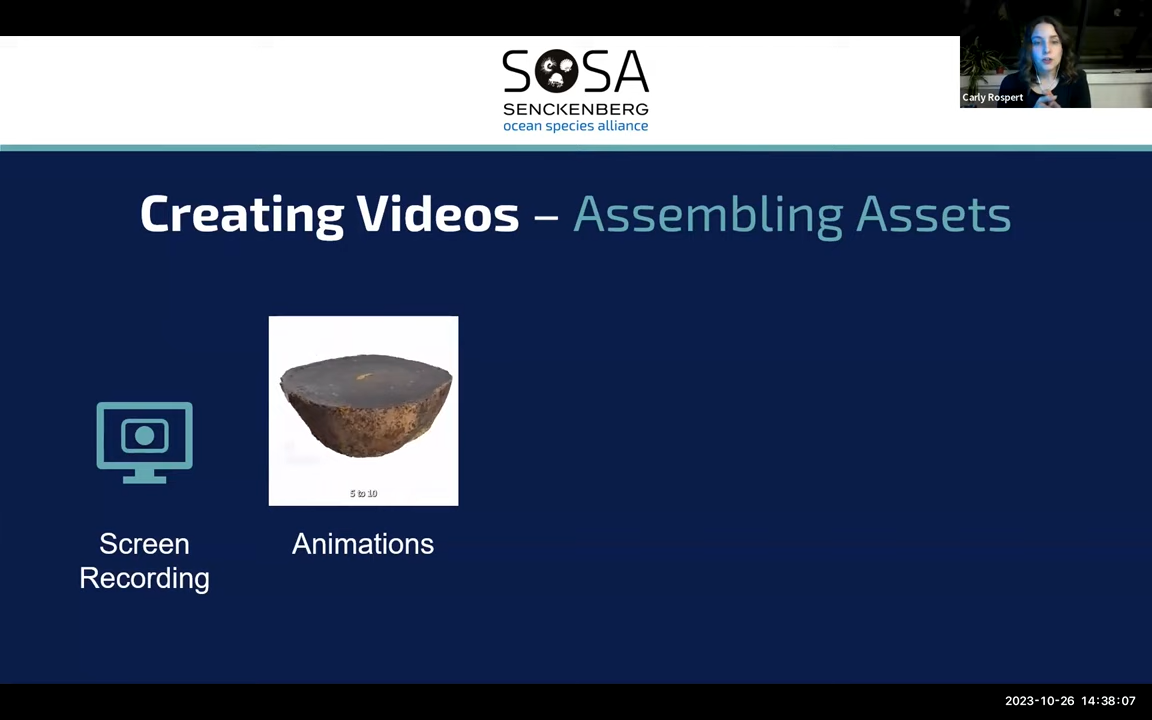 SOSA
SENCKENBERG
ocean species alliance
Carly Rospert
Creating Videos – Assembling Assets
5 to 10
Screen
Recording
Animations
2023-10-26 14:38:07